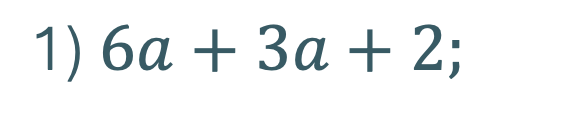 1) 6a + 3a + 2;